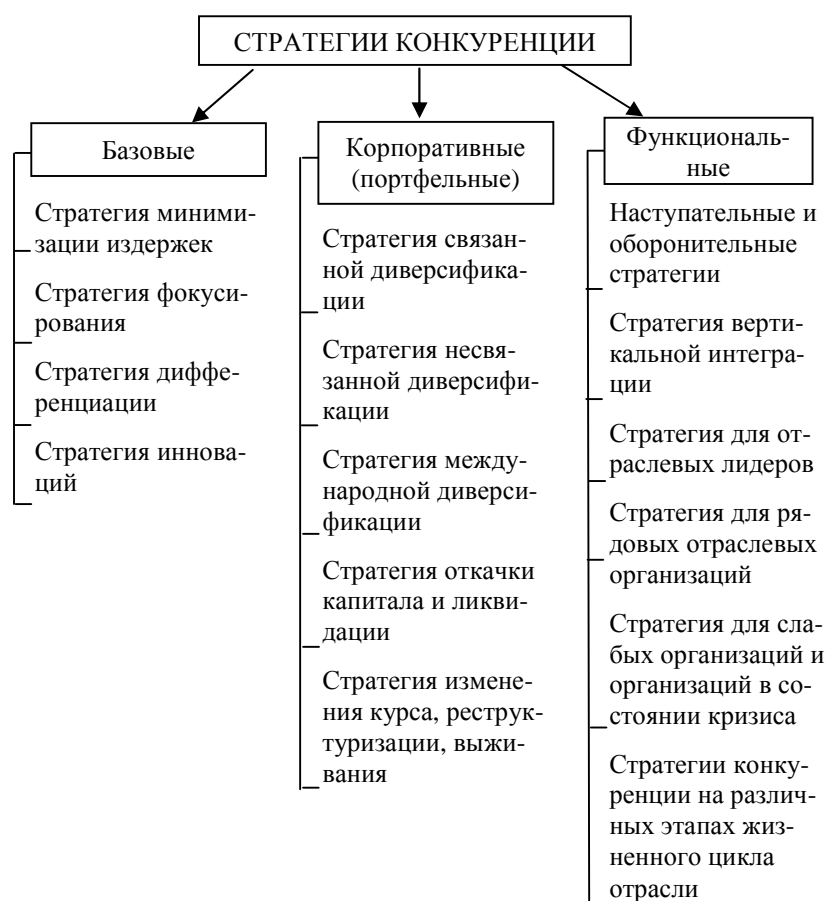 СТРАТЕГИИ КОНКУРЕНЦИИ
Базовые
Стратегия миними-
зации издержек
Стратегия фокуси-
рования
Стратегия диффе-
ренциации
Стратегия иннова-
ций
Корпоративные
(портфельные)
Стратегия связан-
ной диверсифика-
ции
Стратегия несвя-
занной диверсифи-
кации
Стратегия между-
народной диверси-
фикации
Стратегия откачки
капитала и ликви-
дации
Стратегия измене-
ния курса, реструк-
туризации, выжи-
вания
Функциональ-
ные
Наступательные и
оборонительные
стратегии
Стратегия верти-
кальной интегра-
ции
Стратегия для от-
раслевых лидеров
Стратегия для ря-
довых отраслевых
организаций
Стратегия для сла-
бых организаций и
организаций в со-
стоянии кризиса
Стратегии конку-
ренции на различ-
ных этапах жиз-
ненного цикла
отрасли